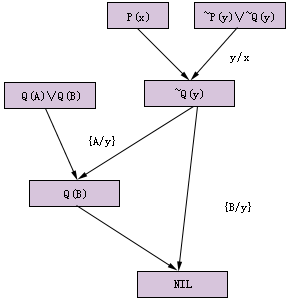 P(x)
~P(y)∨~Q(y)
y/x
Q(A)∨Q(B)
~Q(y)
{A/y}
Q(B)
{B/y}
NIL